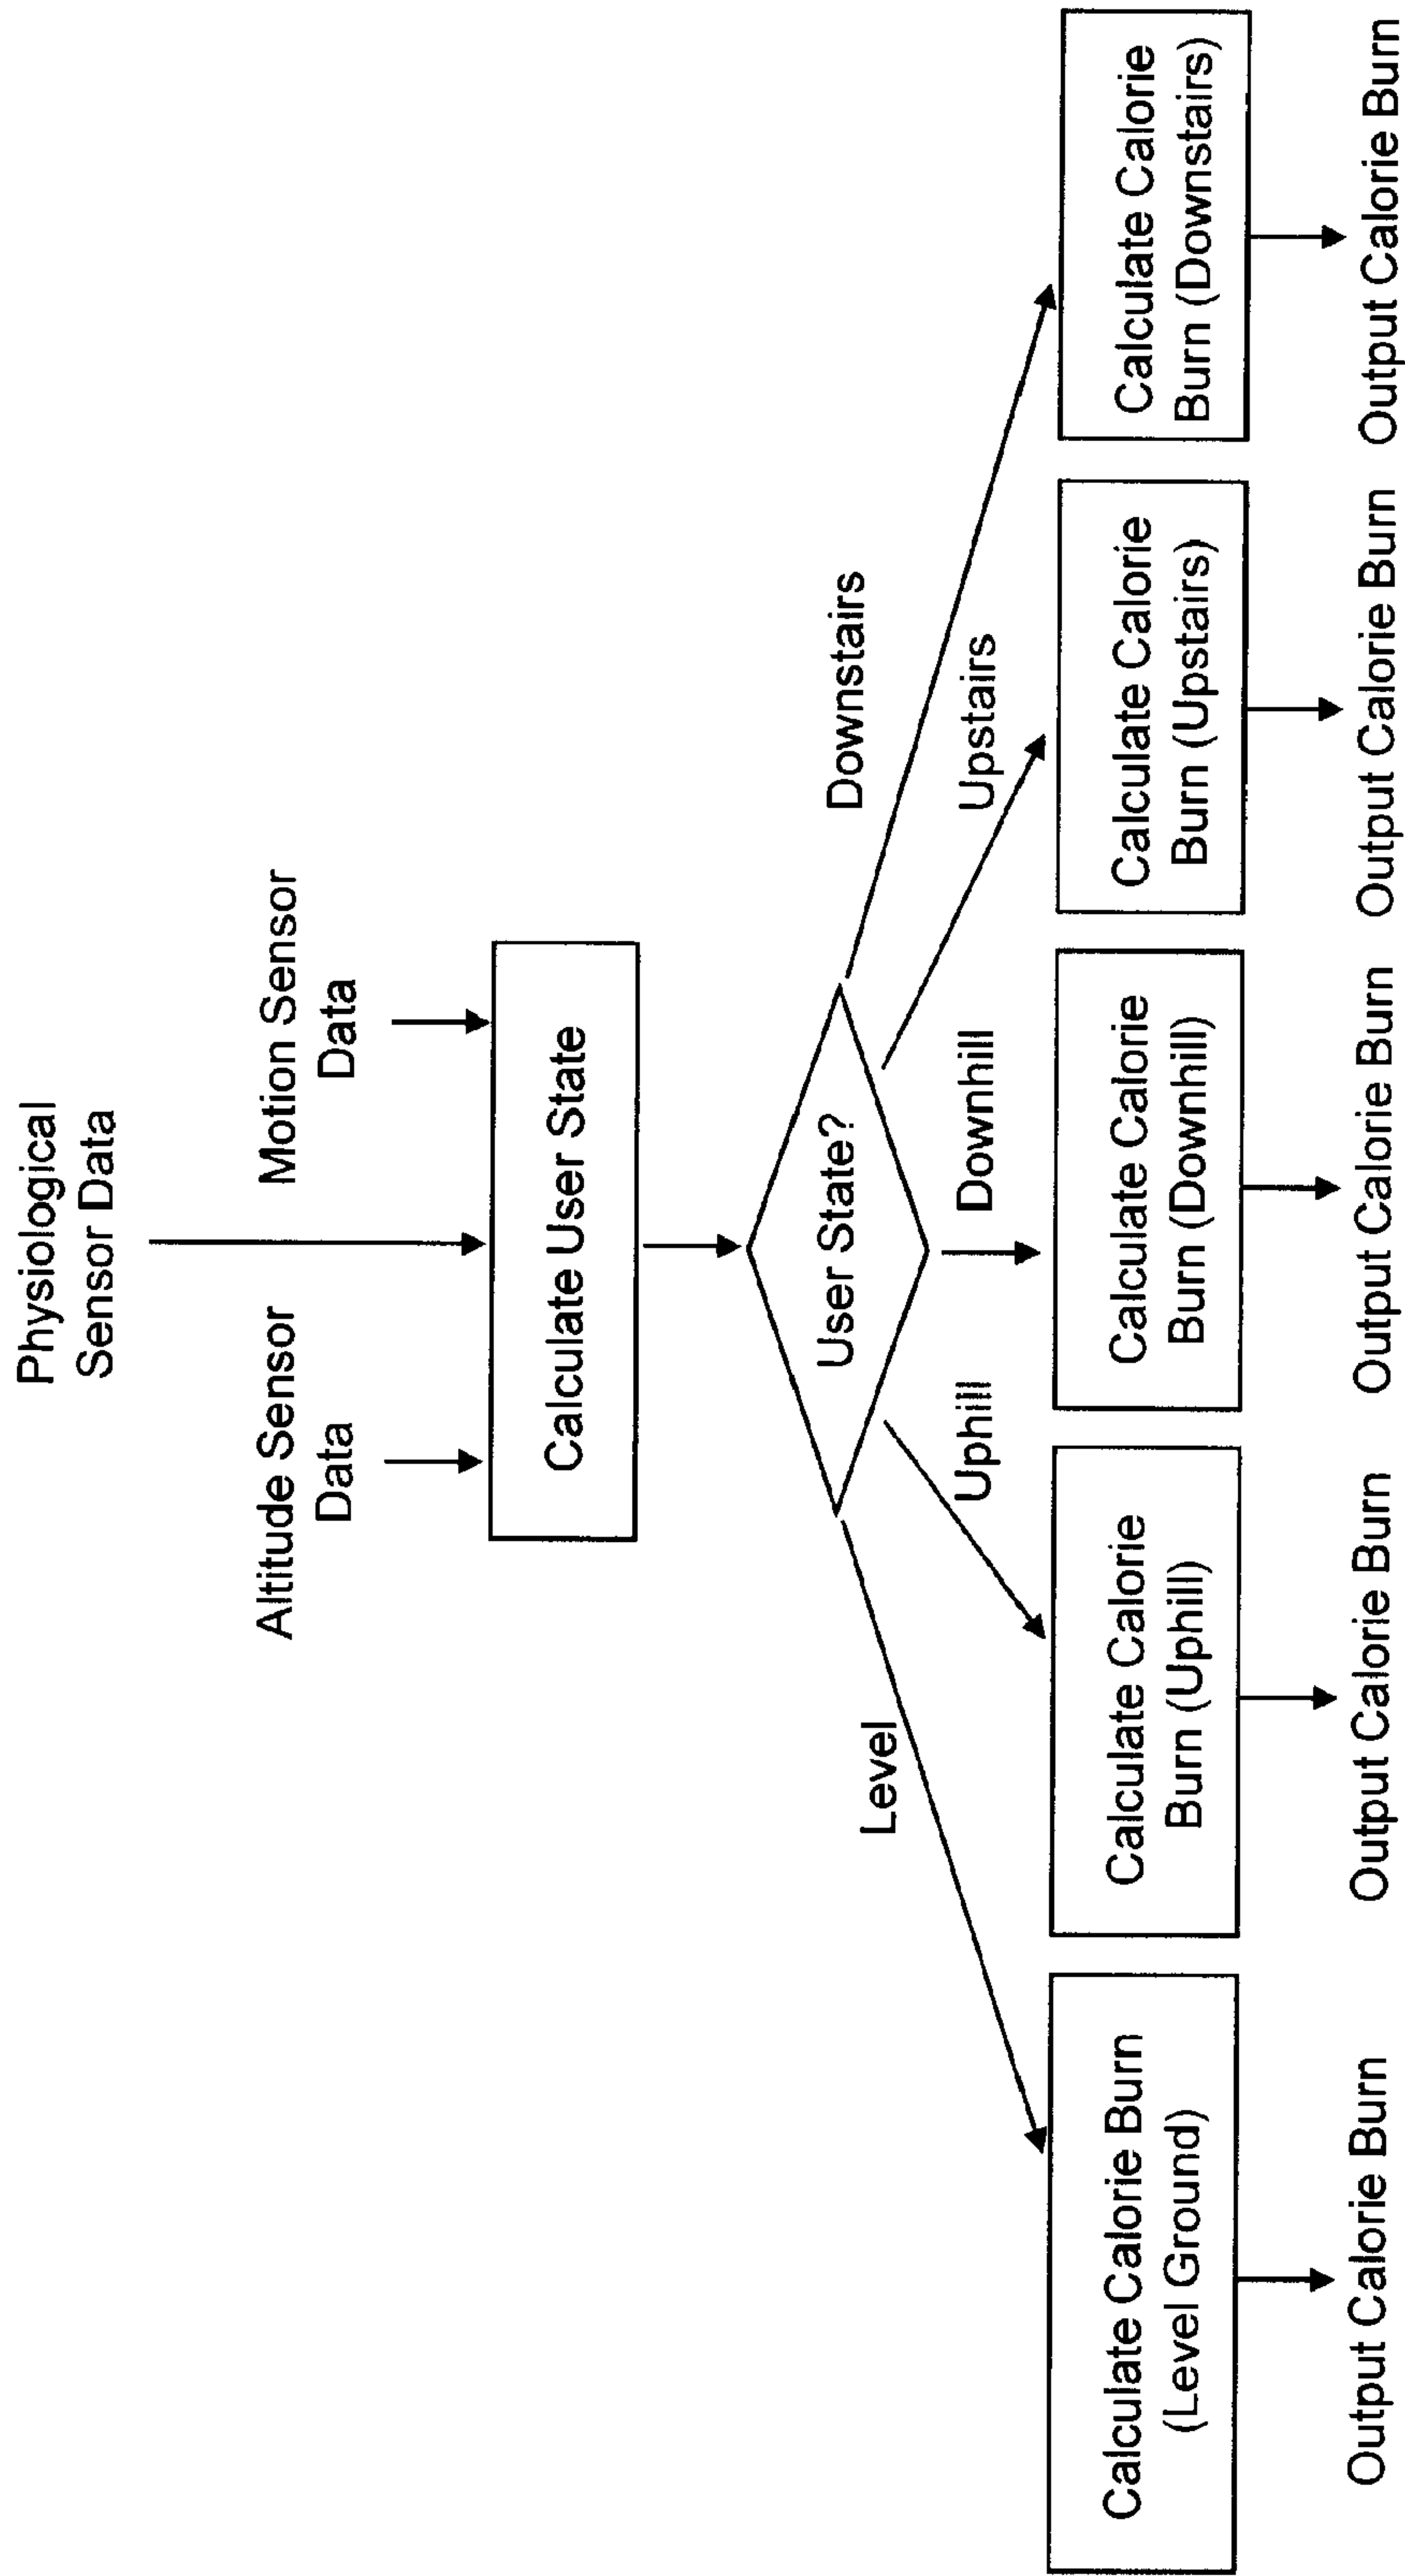 Physiological
Sensor Data
Altitude Sensor
Data
Motion Sensor
Data
Calculate User State
User State?
Level
Uphill
Downhill
Upstairs
Downstairs
Calculate Calorie Burn
(Level Ground)
Calculate Calorie
Burn (Uphill)
Calculate Calorie
Burn (Downhill)
Calculate Calorie
Burn (Upstairs)
Calculate Calorie
Burn (Downstairs)
Output Calorie Burn
Output Calorie Burn
Output Calorie Burn
Output Calorie Burn
Output Calorie Burn